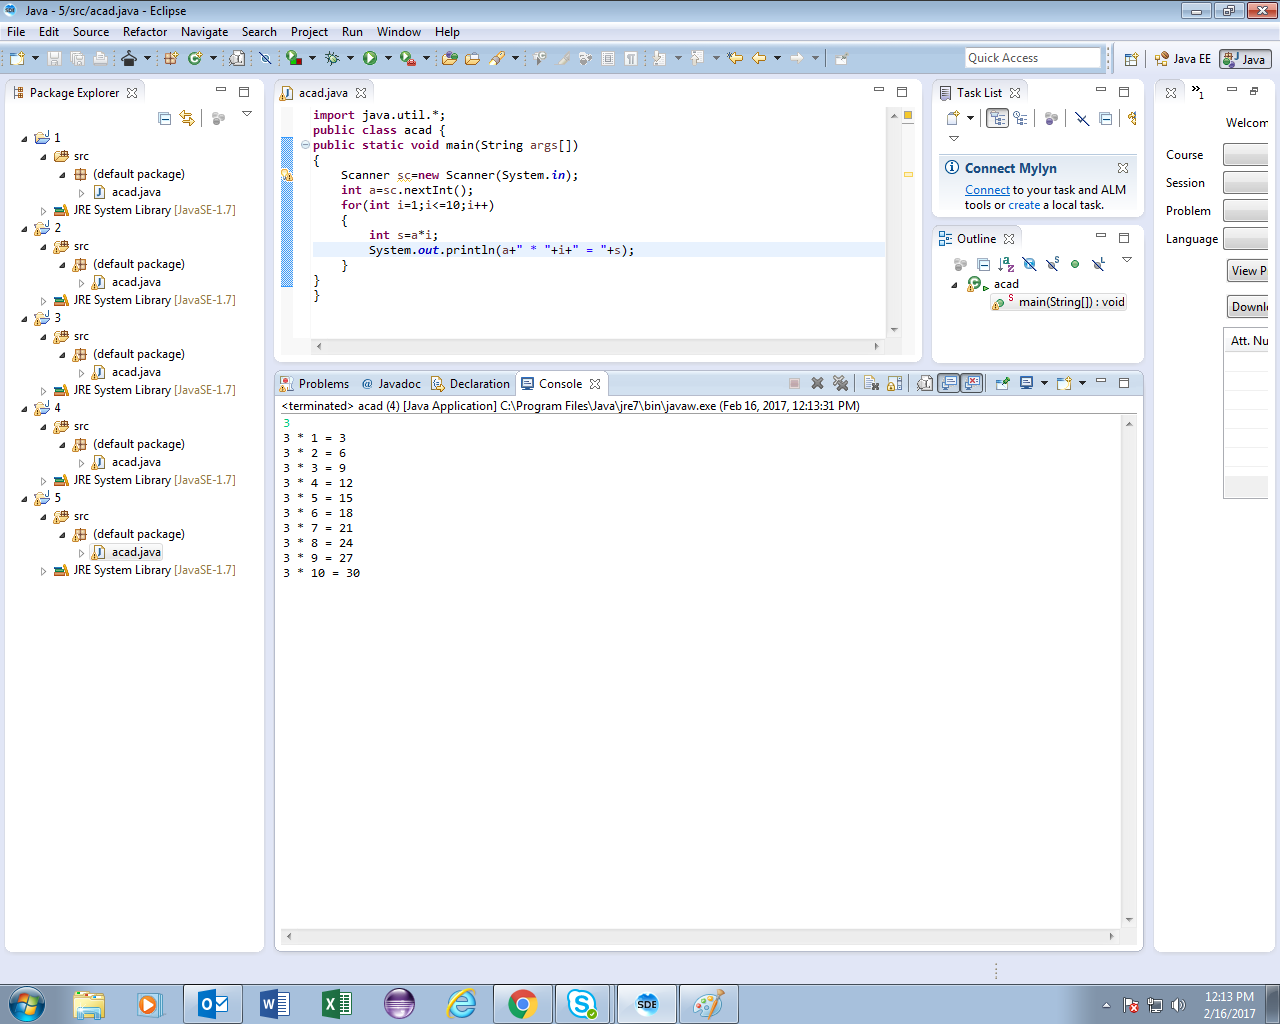 Java - 5/src/acad.java - Eclipse
File Edit Source Refactor Navigate Search Project Run Window Help
Quick Access
Java EE
Java
Package Explorer
1
src
(default package)
acad.java
JRE System Library [JavaSE-1.7]
2
src
(default package)
acad.java
JRE System Library [JavaSE-1.7]
3
src
(default package)
acad.java
JRE System Library [JavaSE-1.7]
4
src
(default package)
acad.java
JRE System Library [JavaSE-1.7]
5
src
(default package)
acad.java
JRE System Library [JavaSE-1.7]
acad.java
import java.util.*;
public class acad {
public static void main(String args[])
{
Scanner sc=new Scanner(System.in);
int a=sc.nextInt();
for(int i=1;i<=10;i++)
{
int s=a*i;
System.out.println(a+" * "+i+" = "+s);
}
}
}
Task List
Connect Mylyn
Connect to your task and ALM
tools or create a local task.
Outline
acad
main(String[]) : void
1
Welcom
Course
Session
Problem
Language
View P
Downl
Att. Nu
Problems @ Javadoc Declaration Console
<terminated> acad (4) [Java Application] C:\Program Files\Java\jre7\bin\javaw.exe (Feb 16, 2017, 12:13:31 PM)
3
3 * 1 = 3
3 * 2 = 6
3 * 3 = 9
3 * 4 = 12
3 * 5 = 15
3 * 6 = 18
3 * 7 = 21
3 * 8 = 24
3 * 9 = 27
3 * 10 = 30
SDE
12:13 PM
2/16/2017